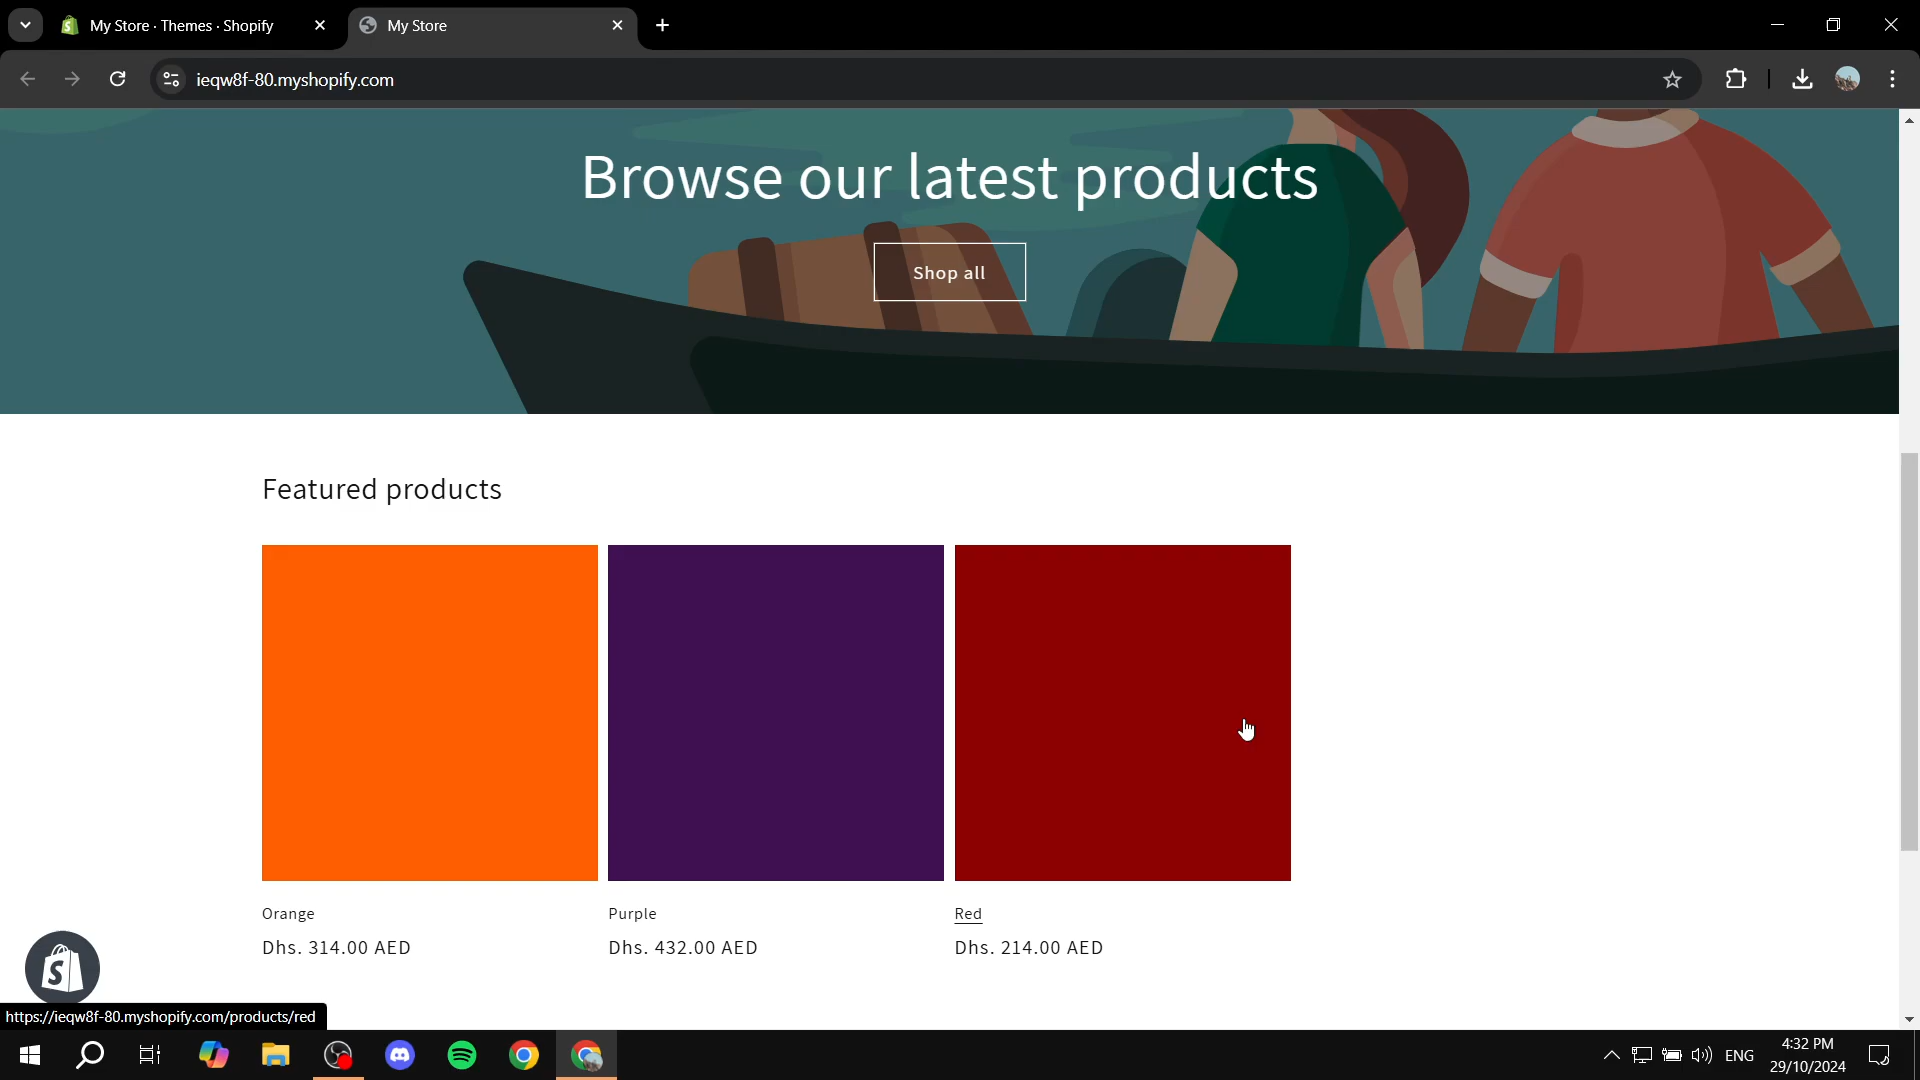 My Store · Themes · Shopify
My Store
ieqw8f-80.myshopify.com
Browse our latest products
Shop all
Featured products
Orange
Purple
Red
Dhs. 314.00 AED
Dhs. 432.00 AED
Dhs. 214.00 AED
https://ieqw8f-80.myshopify.com/products/red
ENG
4:32 PM
29/10/2024